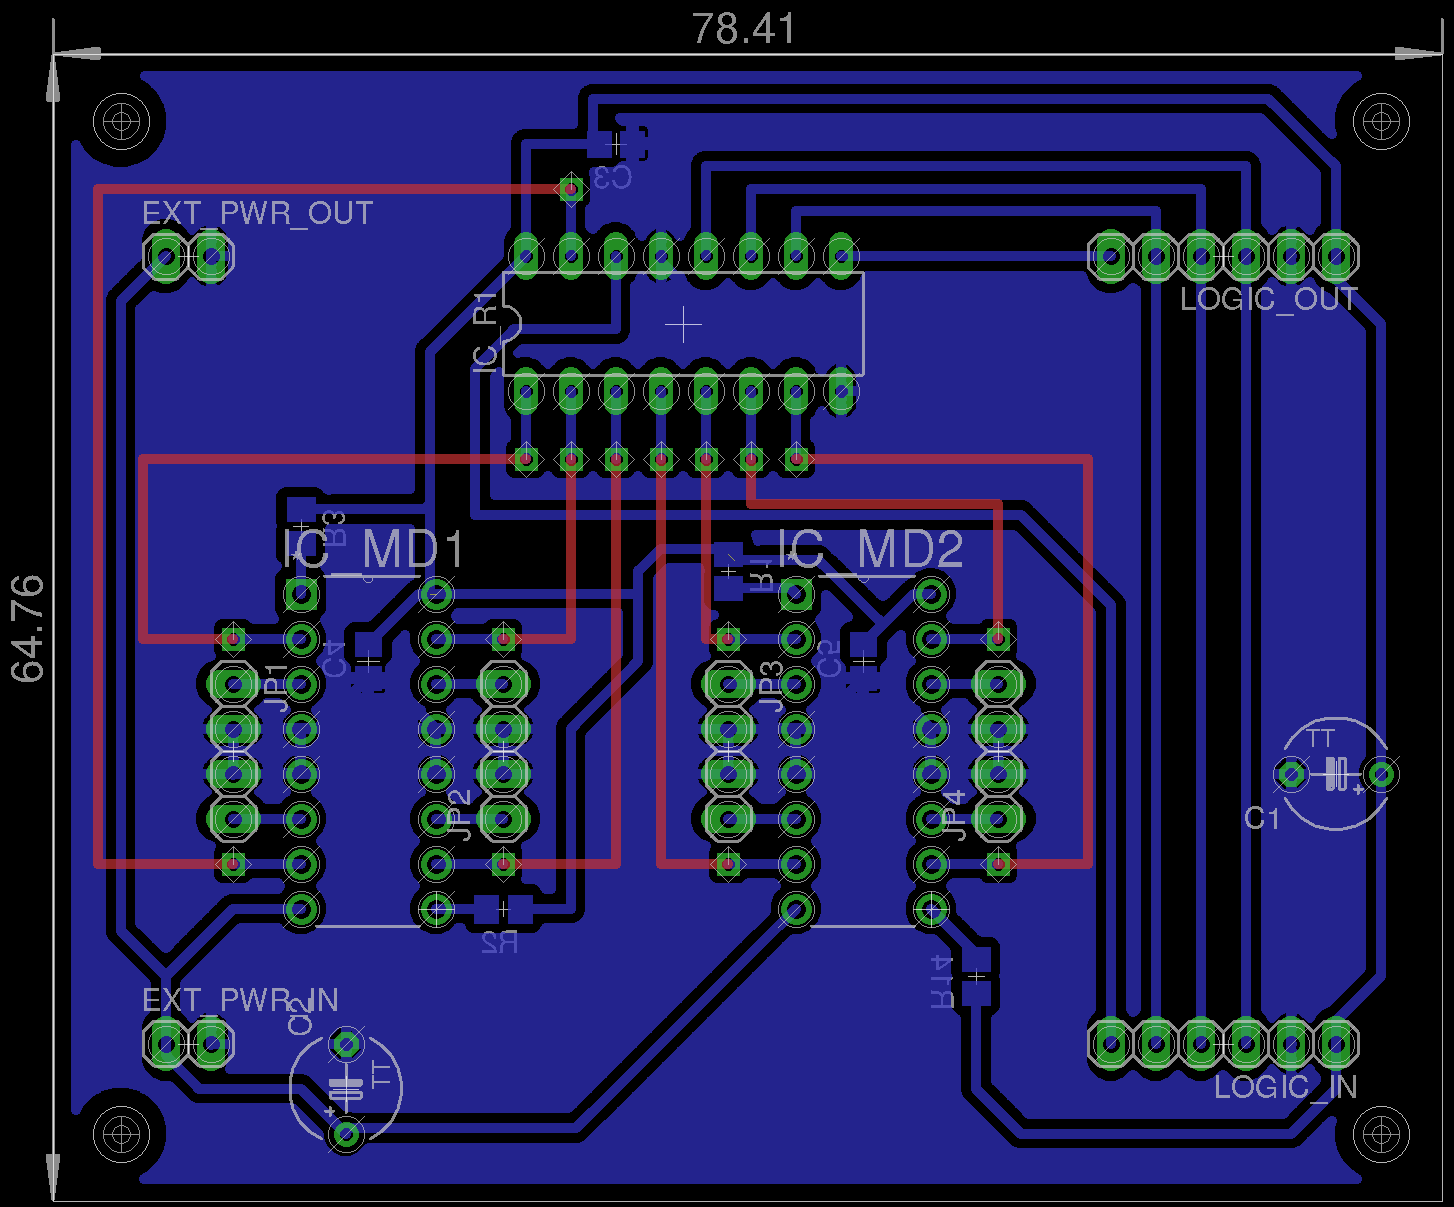 78.41
C3
EXT_PWR_OUT
LOGIC_OUT
IC_R1
R3
IC_MD1
IC_MD2
R1
64.76
C4
C5
JP1
JP3
TT
JP2
JP4
C1
R2
R14
EXT_PWR_IN
C2
TT
LOGIC_IN